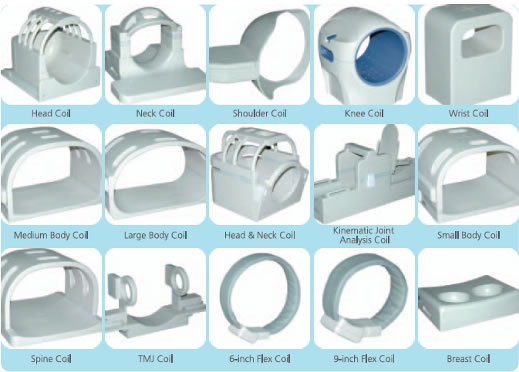 Head Coil
Neck Coil
Shoulder Coil
Knee Coil
Wrist Coil
Medium Body Coil
Large Body Coil
Head & Neck Coil
Kinematic Joint
Analysis Coil
Small Body Coil
Spine Coil
TMJ Coil
6-inch Flex Coil
9-inch Flex Coil
Breast Coil